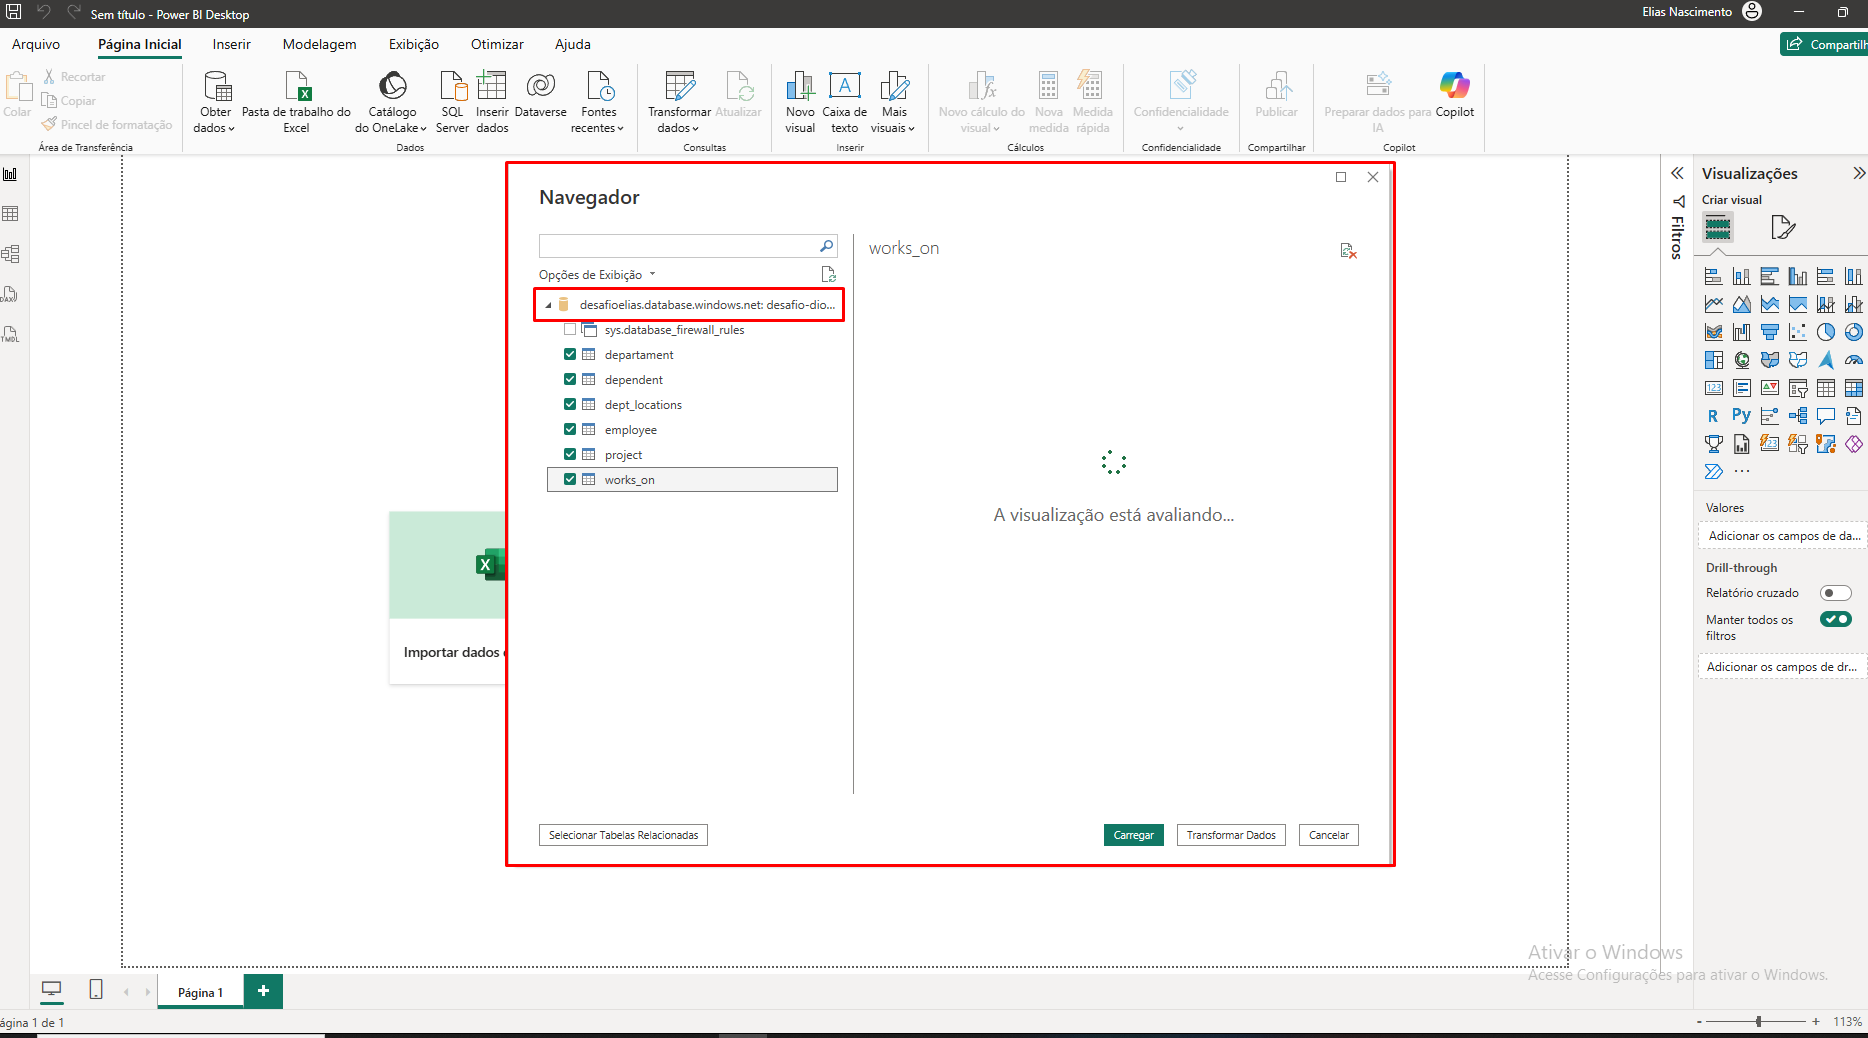 Sem título - Power BI Desktop
Elias Nascimento
Arquivo
Página Inicial
Inserir
Modelagem
Exibição
Otimizar
Ajuda
Compartilh
Colar
Recortar
Copiar
Pincel de formatação
Área de Transferência
Obter
dados
Pasta de trabalho do
Excel
Catálogo
do OneLake
SQL
Server
Inserir
dados
Dataverse
Fontes
recentes
Dados
Transformar
dados
Atualizar
Consultas
Novo
visual
Caixa de
texto
Mais
visuais
Inserir
Novo cálculo do
visual
Nova
medida
Medida
rápida
Cálculos
Confidencialidade
Confidencialidade
Publicar
Compartilhar
Preparar dados para
IA
Copilot
Copilot
DAX
TMDL
Importar dados
Navegador
Opções de Exibição
desafioelias.database.windows.net: desafio-dio...
sys.database_firewall_rules
departament
dependent
dept_locations
employee
project
works_on
works_on
A visualização está avaliando...
Selecionar Tabelas Relacionadas
Carregar
Transformar Dados
Cancelar
Filtros
Visualizações
Criar visual
123
R
Py
123
Valores
Adicionar os campos de da...
Drill-through
Relatório cruzado
Manter todos os
filtros
Adicionar os campos de dr...
Ativar o Windows
Acesse Configurações para ativar o Windows.
Página 1
+
ágina 1 de 1
- + 113%